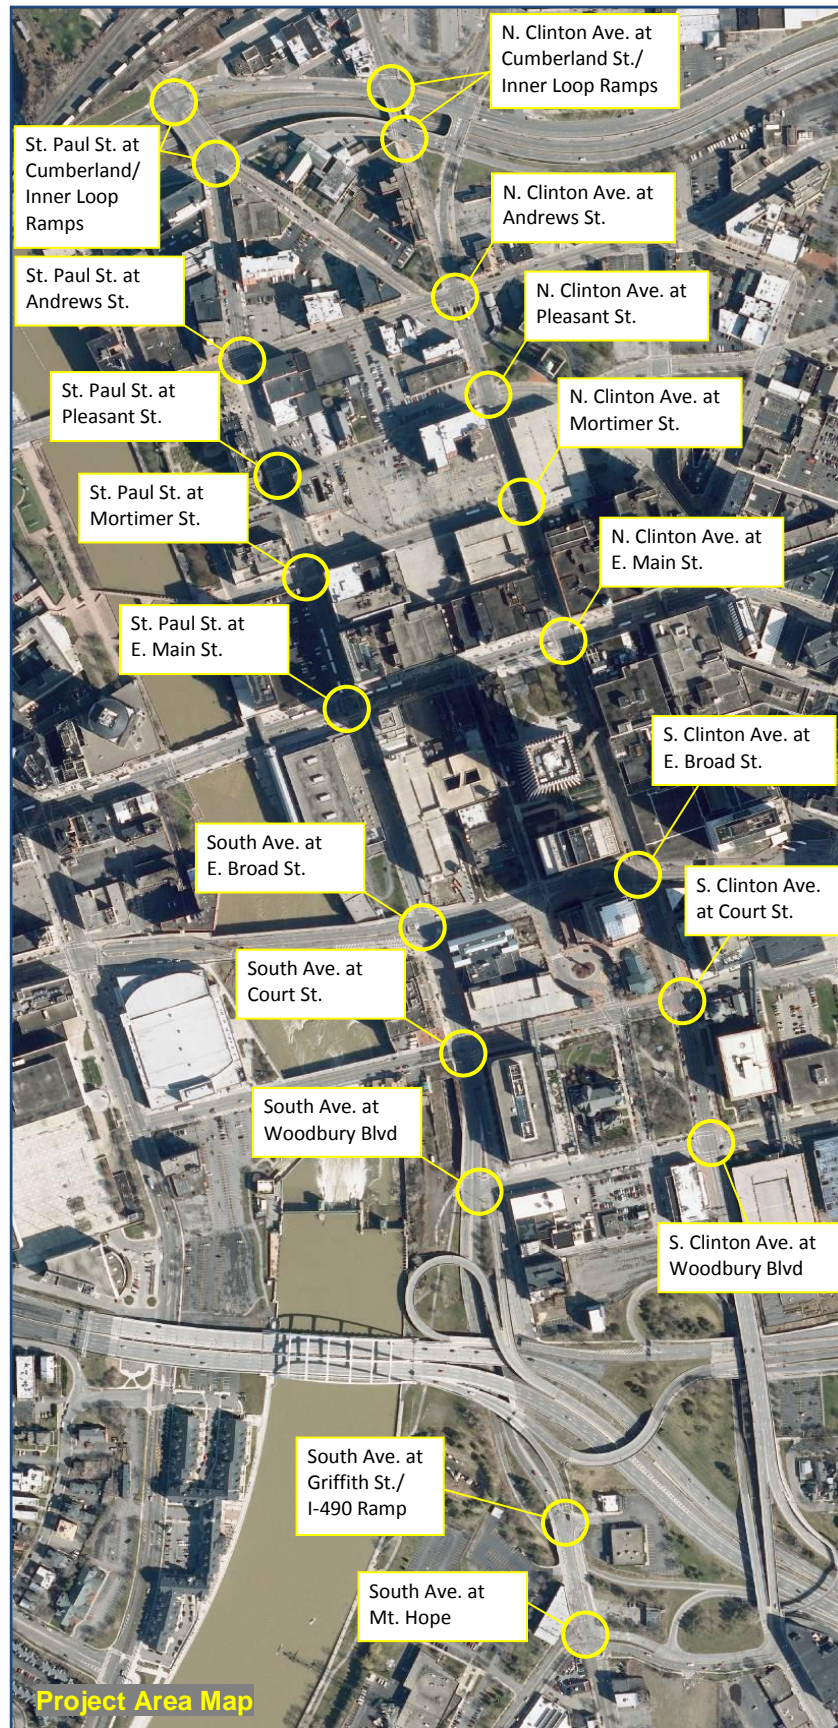 N. Clinton Ave. at
Cumberland St./
Inner Loop Ramps
St. Paul St. at
Cumberland/
Inner Loop
Ramps
N. Clinton Ave. at
Andrews St.
St. Paul St. at
Andrews St.
N. Clinton Ave. at
Pleasant St.
St. Paul St. at
Pleasant St.
N. Clinton Ave. at
Mortimer St.
St. Paul St. at
Mortimer St.
N. Clinton Ave. at
E. Main St.
St. Paul St. at
E. Main St.
S. Clinton Ave. at
E. Broad St.
South Ave. at
E. Broad St.
S. Clinton Ave.
at Court St.
South Ave. at
Court St.
South Ave. at
Woodbury Blvd
S. Clinton Ave. at
Woodbury Blvd
South Ave. at
Griffith St./
I-490 Ramp
South Ave. at
Mt. Hope
Project Area Map